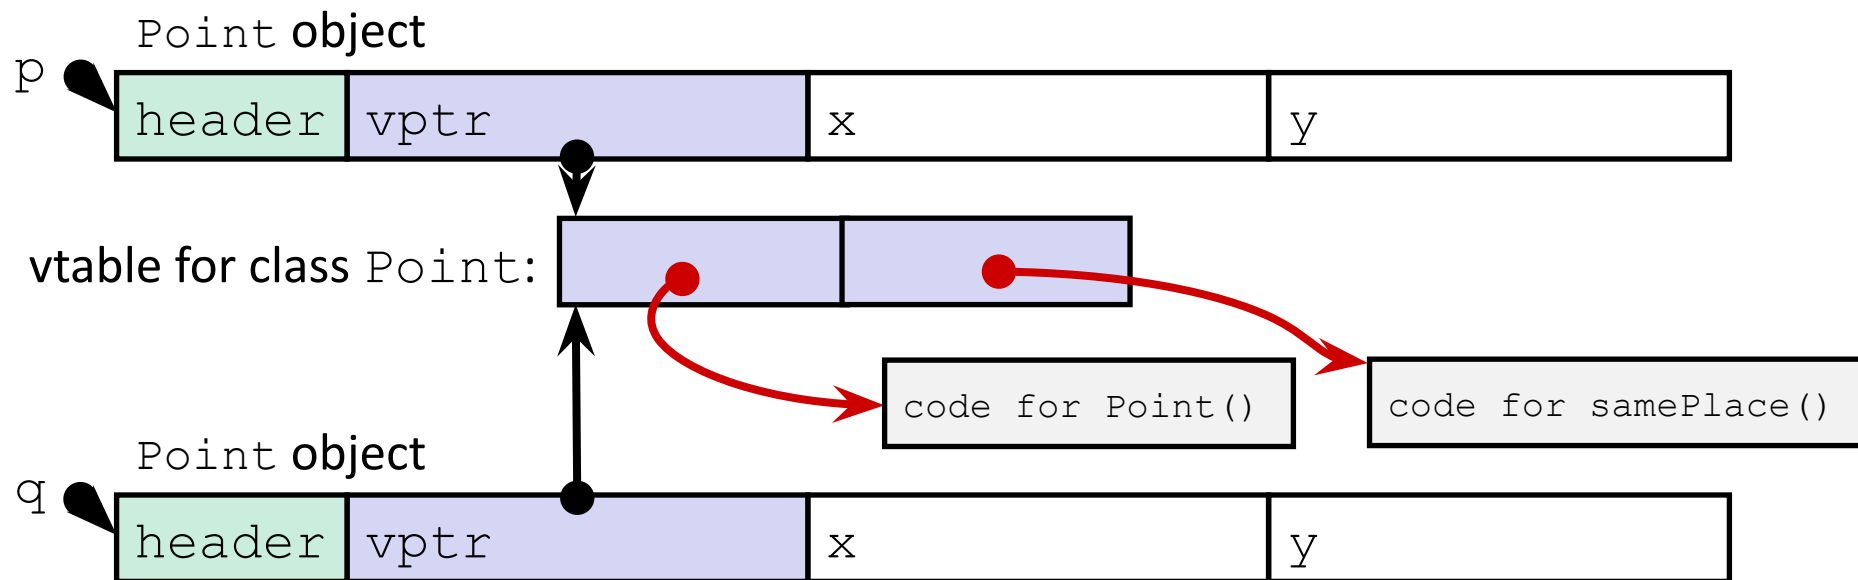 Point object
p
header vptr x y
vtable for class Point:
code for Point() code for samePlace()
Point object
q
header vptr x y